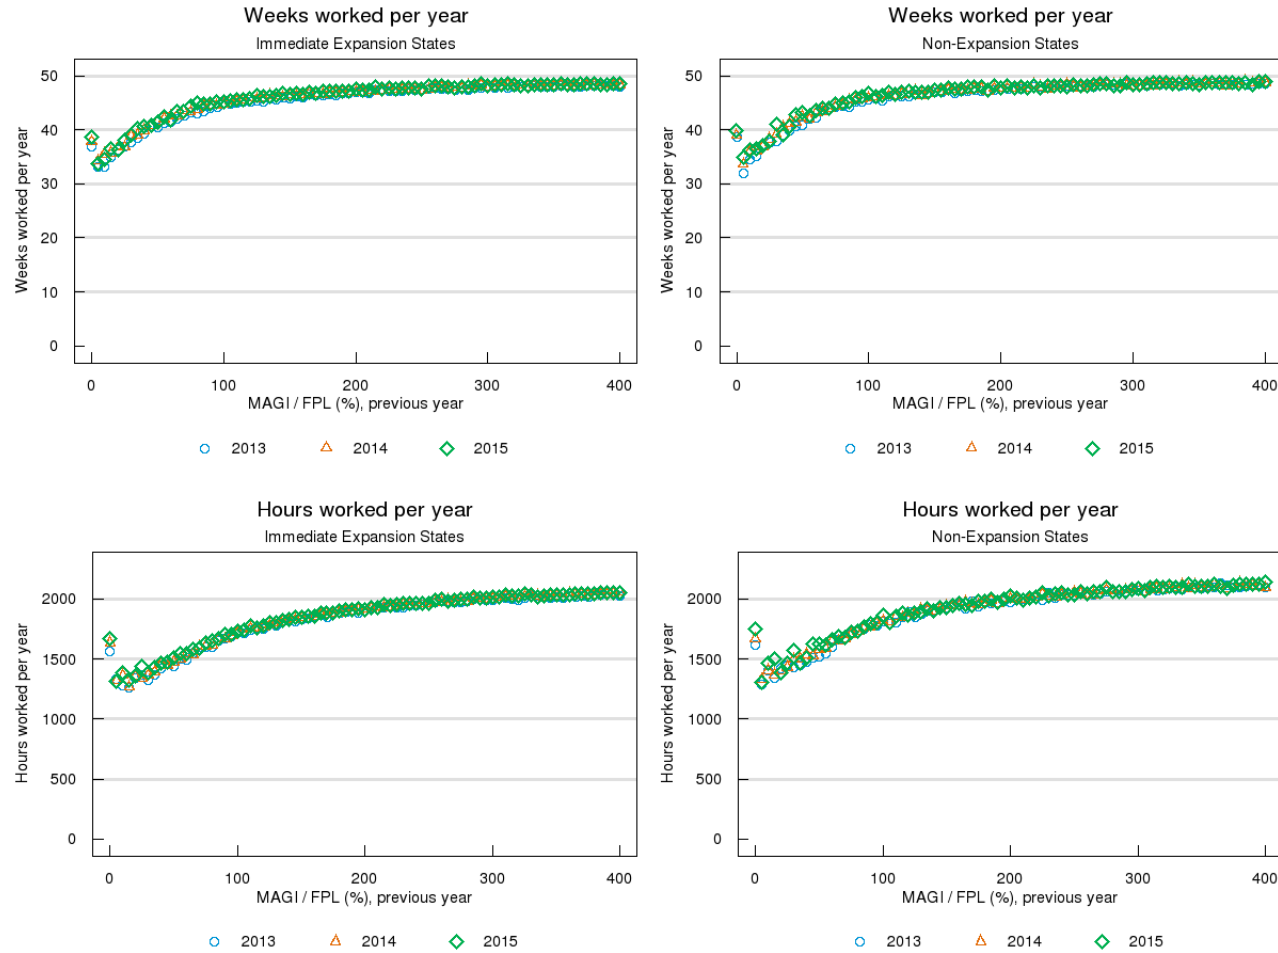 Weeks worked per year
Immediate Expansion States
50
40
30
20
10
0
Weeks worked per year
0 100 200 300 400
MAGI / FPL (%), previous year
2013 2014 2015
Weeks worked per year
Non-Expansion States
50
40
30
20
10
0
Weeks worked per year
0 100 200 300 400
MAGI / FPL (%), previous year
2013 2014 2015
Hours worked per year
Immediate Expansion States
2000
1500
1000
500
0
Hours worked per year
0 100 200 300 400
MAGI / FPL (%), previous year
2013 2014 2015
Hours worked per year
Non-Expansion States
2000
1500
1000
500
0
Hours worked per year
0 100 200 300 400
MAGI / FPL (%), previous year
2013 2014 2015